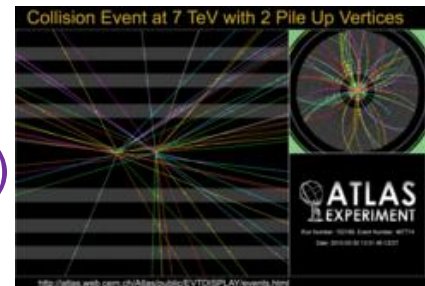 Collision Event at 7 TeV with 2 Pile Up Vertices
ATLAS
EXPERIMENT
http://atlas.web.cern.ch/Atlas/public/EVTDISPLAY/events.html